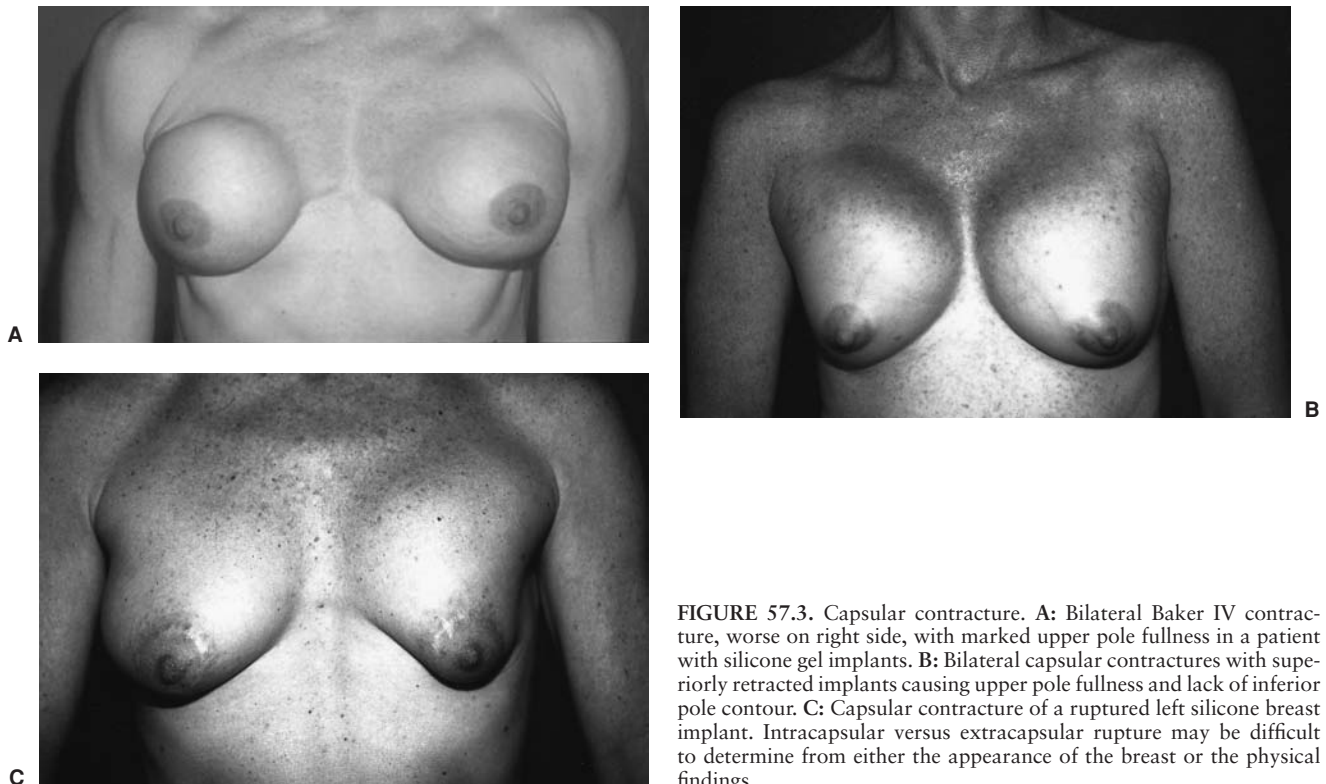 A
B
C
FIGURE 57.3. Capsular contracture. A: Bilateral Baker IV contrac-
ture, worse on right side, with marked upper pole fullness in a patient
with silicone gel implants. B: Bilateral capsular contractures with supe-
riorly retracted implants causing upper pole fullness and lack of inferior
pole contour. C: Capsular contracture of a ruptured left silicone breast
implant. Intracapsular versus extracapsular rupture may be difficult
to determine from either the appearance of the breast or the physical
findings.